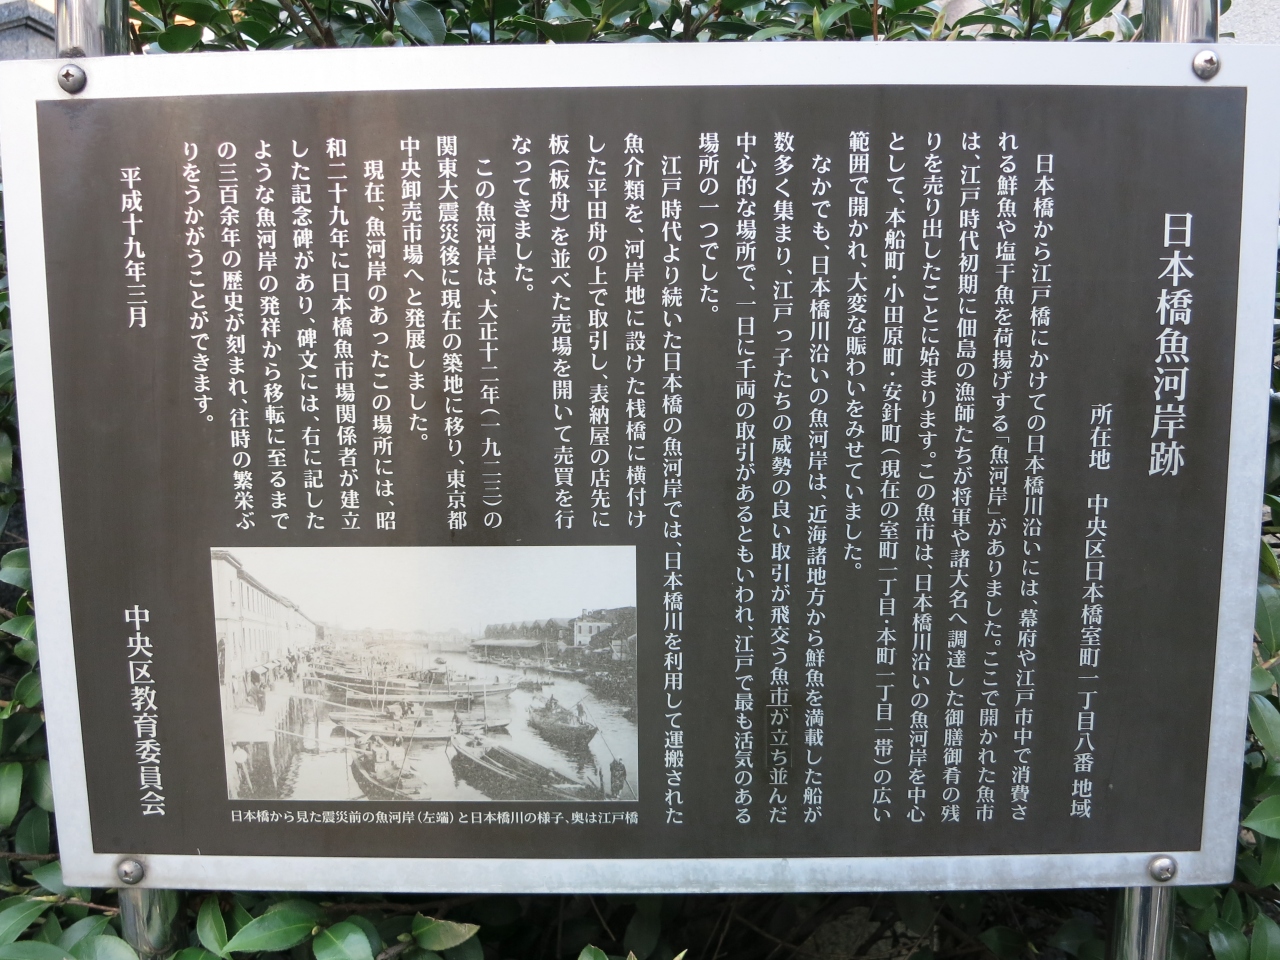 日本橋魚河岸跡
所在地　中央区日本橋室町一丁目八番 地域
日本橋から江戸橋にかけての日本橋川沿いには、幕府や江戸市中で消費さ
れる鮮魚や塩干魚を荷揚げする「魚河岸」がありました。ここで開かれた魚市
は、江戸時代初期に佃島の漁師たちが将軍や諸大名へ調達した御膳御肴の残
りを売り出したことに始まります。この魚市は、日本橋川沿いの魚河岸を中心
として、本船町・小田原町・安針町（現在の室町一丁目・本町一丁目一帯）の広い
範囲で開かれ、大変な賑わいをみせていました。
なかでも、日本橋川沿いの魚河岸は、近海諸地方から鮮魚を満載した船が
数多く集まり、江戸っ子たちの威勢の良い取引が飛交う魚市が立ち並んだ
中心的な場所で、一日に千両の取引があるともいわれ、江戸で最も活気のある
場所の一つでした。
江戸時代より続いた日本橋の魚河岸では、日本橋川を利用して運搬された
魚介類を、河岸地に設けた桟橋に横付け
した平田舟の上で取引し、表納屋の店先に
板（板舟）を並べた売場を開いて売買を行
なってきました。
この魚河岸は、大正十二年（一九二三）の
関東大震災後に現在の築地に移り、東京都
中央卸売市場へと発展しました。
現在、魚河岸のあったこの場所には、昭
和二十九年に日本橋魚市場関係者が建立
した記念碑があり、碑文には、右に記した
ような魚河岸の発祥から移転に至るまで
の三百余年の歴史が刻まれ、往時の繁栄ぶ
りをうかがうことができます。
平成十九年三月
中央区教育委員会
日本橋から見た震災前の魚河岸（左端）と日本橋川の様子、奥は江戸橋